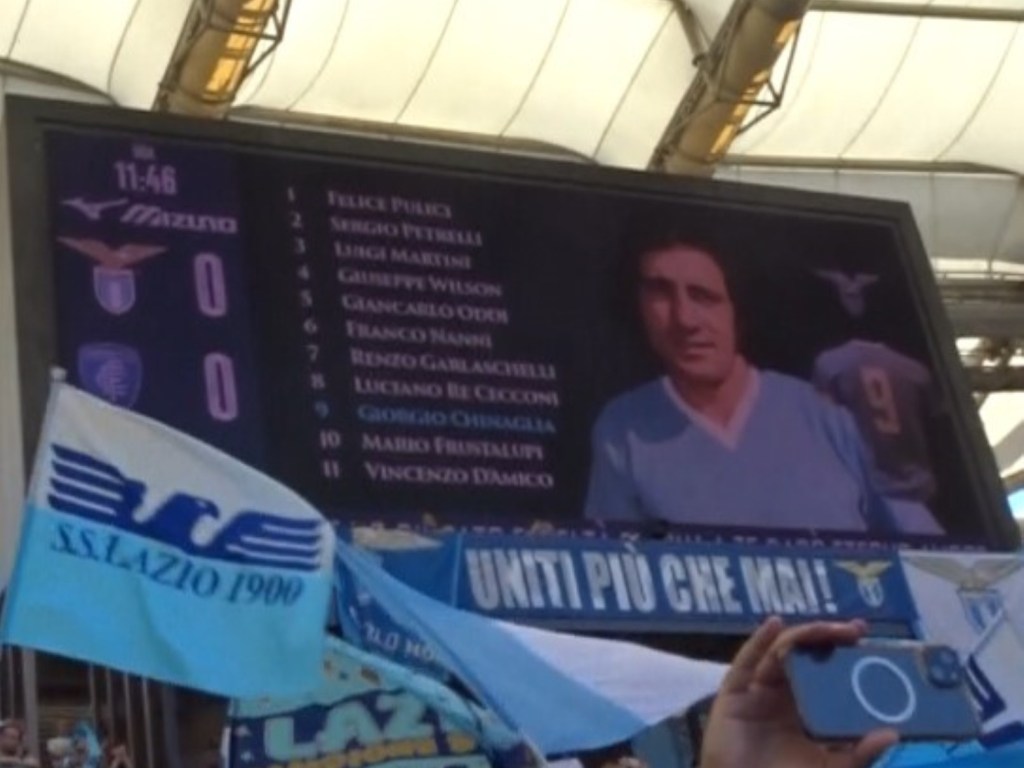 11:46
MIZUNO
0
0
1 FELICE PULICI
2 SERGIO PETRELLI
3 LUIGI MARTINI
4 GIUSEPPE WILSON
5 GIANCARLO ODDI
6 FRANCO NANNI
7 RENZO GARLASCHELLI
8 LUCIANO RE CECCONI
9 GIORGIO CHINAGLIA
10 MARIO FRUSTALUPI
11 VINCENZO D'AMICO
9
UNITI PIÙ CHE MAI!
S.S.LAZIO 1900
LAZ